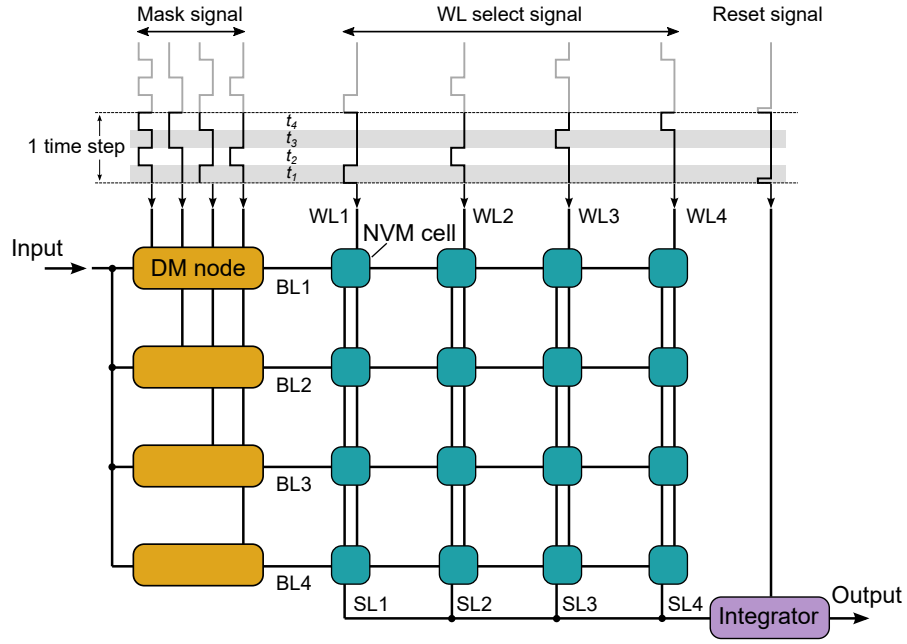 Mask signal
WL select signal
Reset signal
1 time step
t4
t3
t2
t1
WL1
WL2
WL3
WL4
Input
NVM cell
DM node
BL1
BL2
BL3
BL4
SL1
SL2
SL3
SL4
Integrator
Output